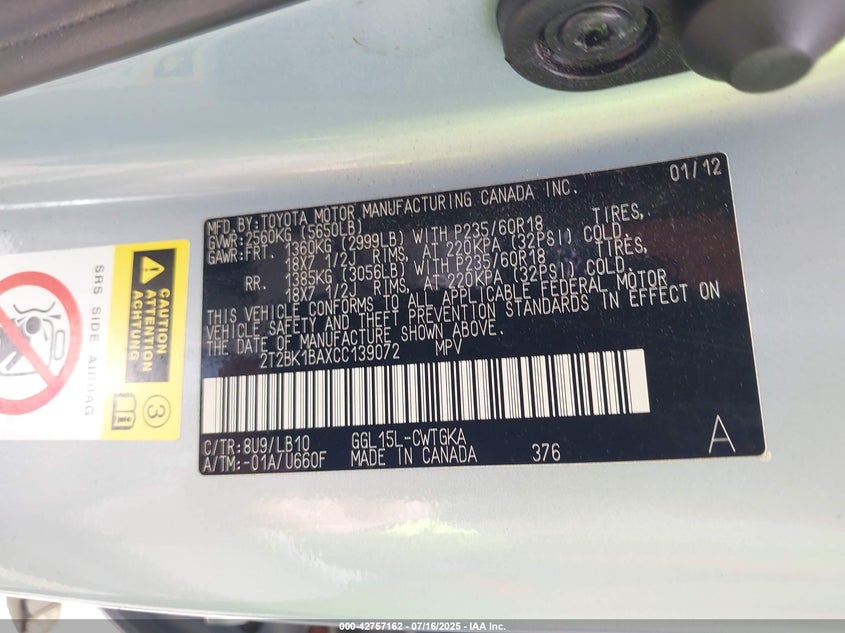 MFD. BY: TOYOTA MOTOR MANUFACTURING CANADA INC. 01/12
GVWR: 2560KG (5650LB)
GAWR: FRT. 1360KG (2999LB) WITH P235/60R18 TIRES,
18X7 1/2J RIMS, AT 220KPA (32PSI) COLD.
RR. 1385KG (3056LB) WITH P235/60R18 TIRES,
18X7 1/2J RIMS, AT 220KPA (32PSI) COLD.
THIS VEHICLE CONFORMS TO ALL APPLICABLE FEDERAL MOTOR
VEHICLE SAFETY AND THEFT PREVENTION STANDARDS IN EFFECT ON
THE DATE OF MANUFACTURE SHOWN ABOVE.
2T2BK1BAXCC139072 MPV
C/TR: 8U9/LB10 GGL15L-CWTGKA
A/TM: -01A/U660F MADE IN CANADA 376
A
CAUTION
ATTENTION
ACHTUNG
SRS SIDE AIRBAG
3
000-42757162 - 07/16/2025 - IAA Inc.